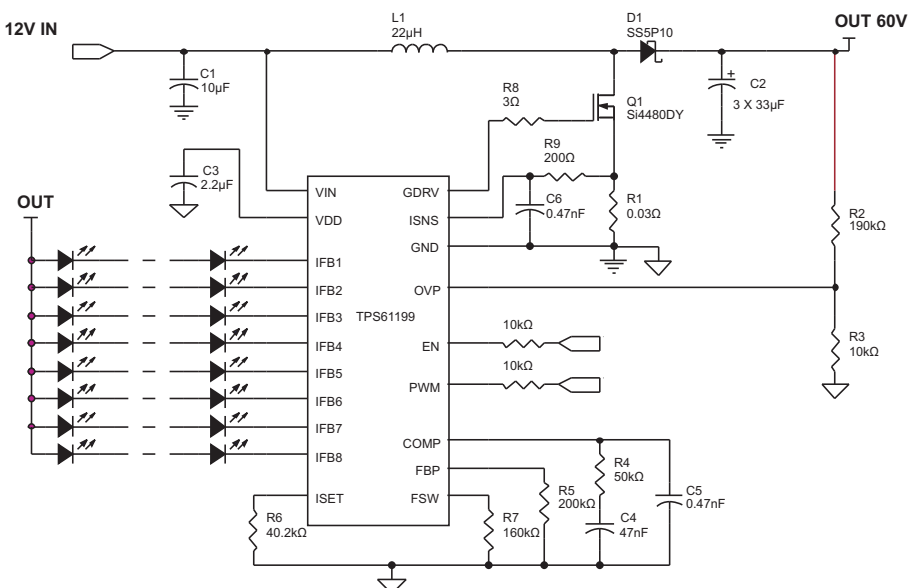 12V IN
L1
22µH
D1
SS5P10
OUT 60V
C1
10µF
R8
3Ω
Q1
Si4480DY
+
C2
3 X 33µF
R9
200Ω
C3
2.2µF
VIN
GDRV
C6
0.47nF
R1
0.03Ω
OUT
VDD
ISNS
R2
190kΩ
GND
IFB1
IFB2
OVP
IFB3
TPS61199
10kΩ
R3
10kΩ
IFB4
EN
IFB5
10kΩ
PWM
IFB6
IFB7
COMP
IFB8
FBP
R4
50kΩ
ISET
FSW
R5
200kΩ
C5
0.47nF
R6
40.2kΩ
R7
160kΩ
C4
47nF